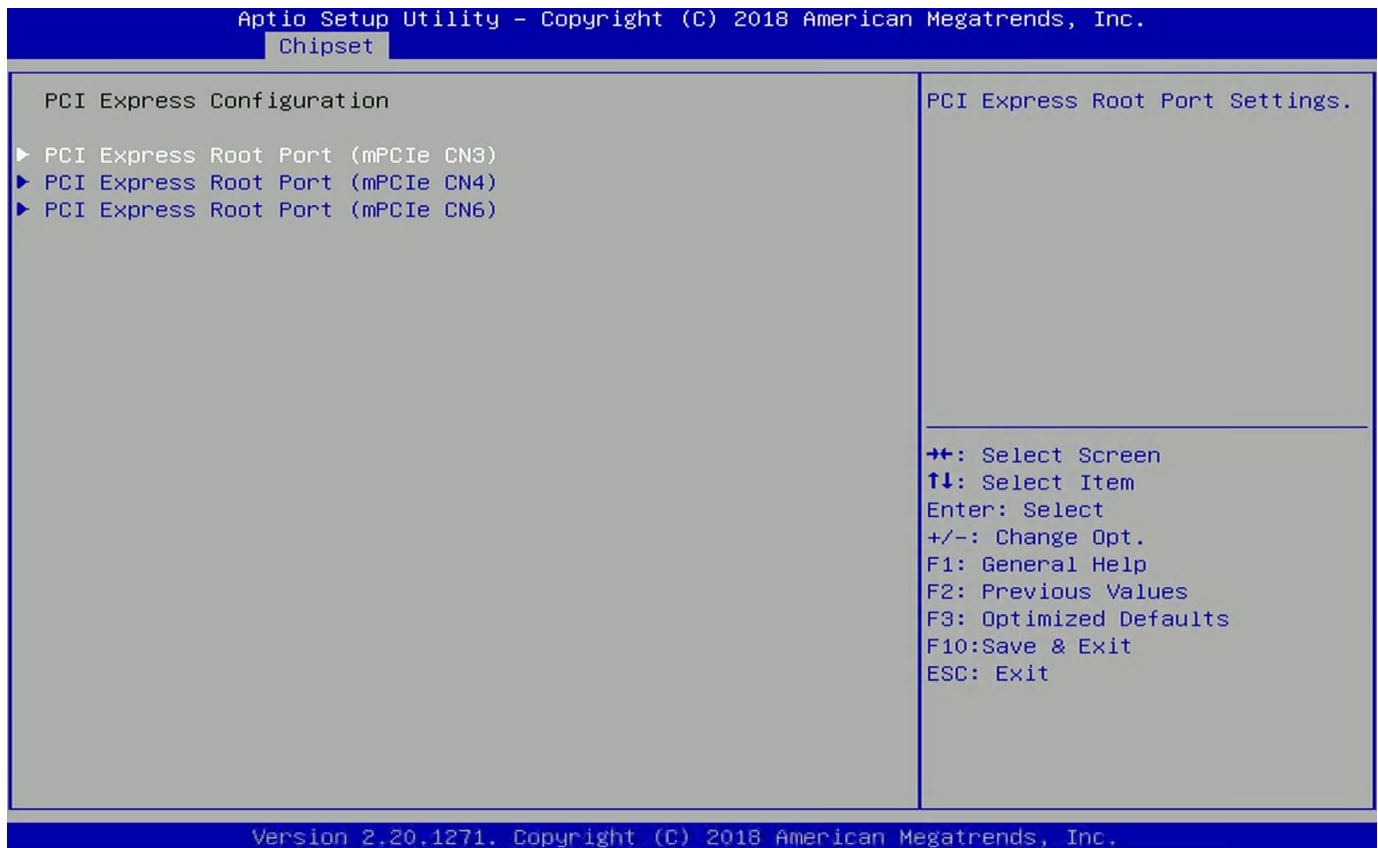 Aptio Setup Utility – Copyright (C) 2018 American Megatrends, Inc.
Chipset
PCI Express Configuration
▶ PCI Express Root Port (mPCIe CN3)
▶ PCI Express Root Port (mPCIe CN4)
▶ PCI Express Root Port (mPCIe CN6)
PCI Express Root Port Settings.
→←: Select Screen
↑↓: Select Item
Enter: Select
+/-: Change Opt.
F1: General Help
F2: Previous Values
F3: Optimized Defaults
F10:Save & Exit
ESC: Exit
Version 2.20.1271. Copyright (C) 2018 American Megatrends, Inc.